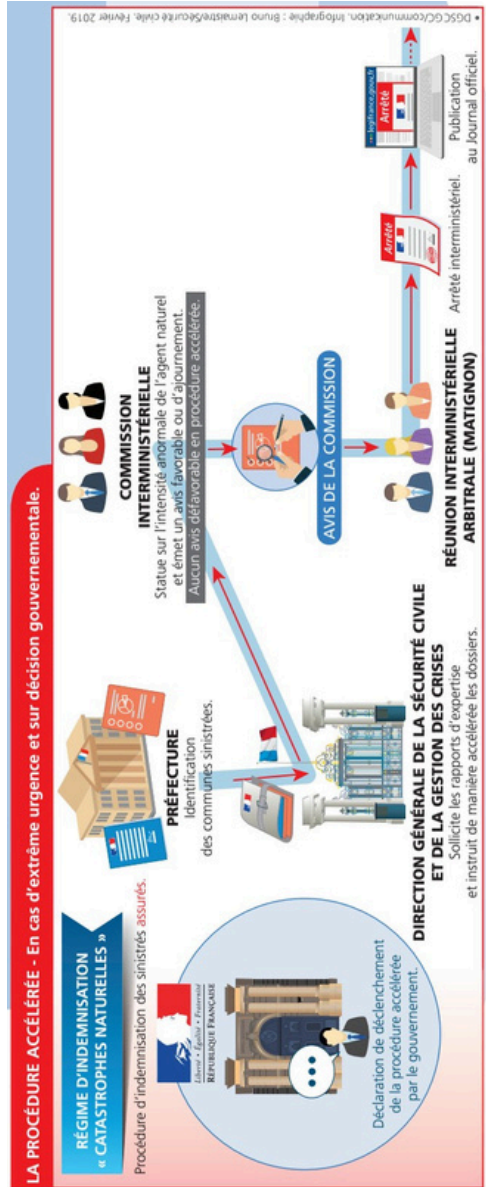 LA PROCÉDURE ACCÉLÉRÉE - En cas d'extrême urgence et sur décision gouvernementale.
RÉGIME D'INDEMNISATION
« CATASTROPHES NATURELLES »
Procédure d'indemnisation des sinistrés assurés.
Liberté • Égalité • Fraternité
RÉPUBLIQUE FRANÇAISE
Déclaration de déclenchement
de la procédure accélérée
par le gouvernement.
PRÉFECTURE
Identification
des communes sinistrées.
DIRECTION GÉNÉRALE DE LA SÉCURITÉ CIVILE
ET DE LA GESTION DES CRISES
Sollicite les rapports d'expertise
et instruit de manière accélérée les dossiers.
COMMISSION
INTERMINISTÉRIELLE
Statue sur l'intensité anormale de l'agent naturel
et émet un avis favorable ou d'ajournement.
Aucun avis défavorable en procédure accélérée.
AVIS DE LA COMMISSION
RÉUNION INTERMINISTÉRIELLE
ARBITRALE (MATIGNON)
Arrêté
Arrêté interministériel.
legifrance.gouv.fr
Arrêté
Publication
au Journal officiel.
• DGSCGC/communication. Infographie : Bruno Lemaistre/Sécurité civile. Février 2019.